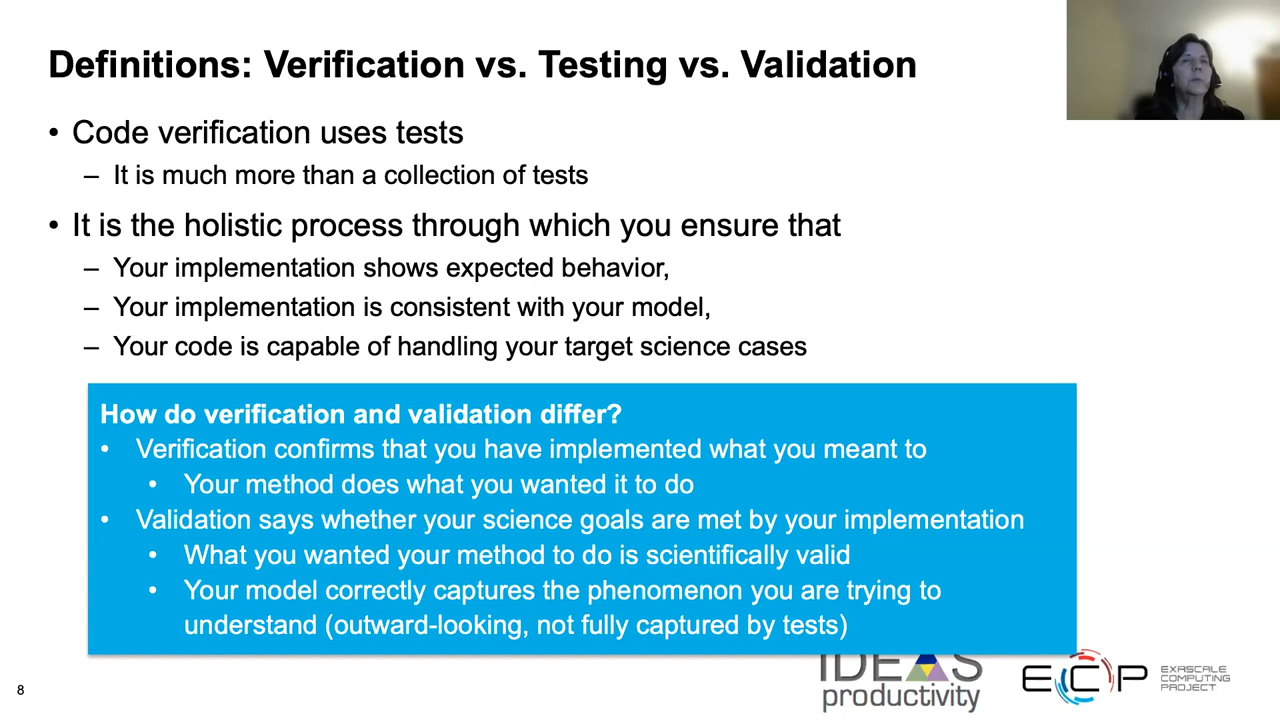 Definitions: Verification vs. Testing vs. Validation
• Code verification uses tests
– It is much more than a collection of tests
• It is the holistic process through which you ensure that
– Your implementation shows expected behavior,
– Your implementation is consistent with your model,
– Your code is capable of handling your target science cases
How do verification and validation differ?
• Verification confirms that you have implemented what you meant to
• Your method does what you wanted it to do
• Validation says whether your science goals are met by your implementation
• What you wanted your method to do is scientifically valid
• Your model correctly captures the phenomenon you are trying to
understand (outward-looking, not fully captured by tests)
8
IDEAS
productivity
ECP
EXASCALE
COMPUTING
PROJECT